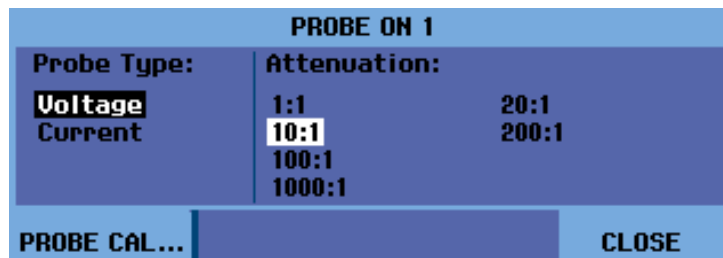 PROBE ON 1
Probe Type: Attenuation:
Voltage 1:1 20:1
Current 10:1 200:1
100:1
1000:1
PROBE CAL... CLOSE